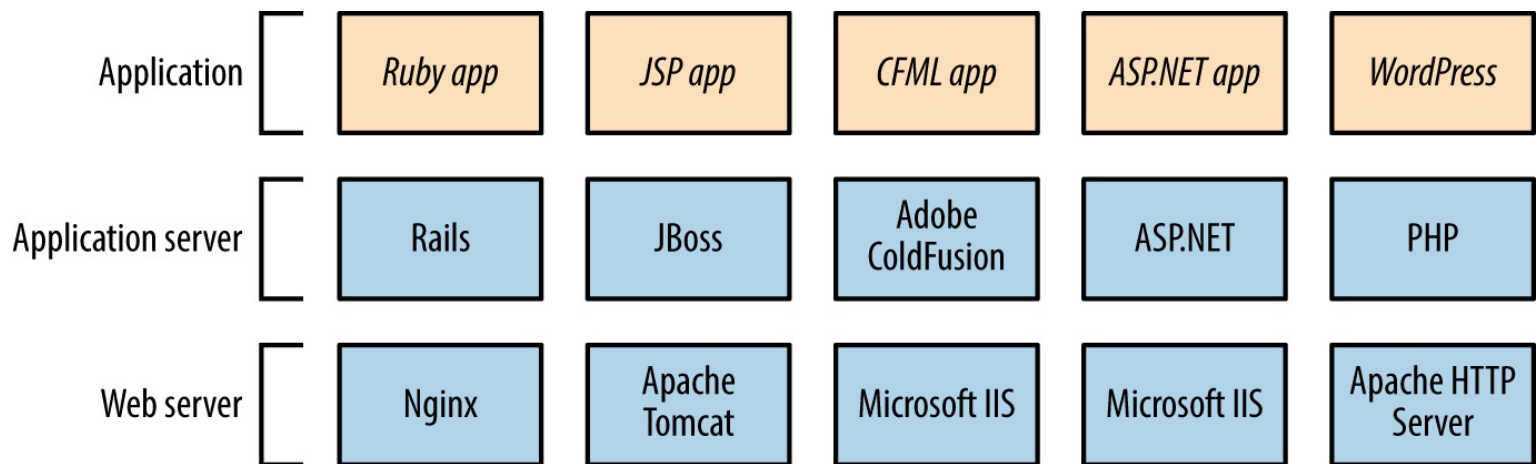 Application
Ruby app
JSP app
CFML app
ASP.NET app
WordPress
Application server
Rails
JBoss
Adobe
ColdFusion
ASP.NET
PHP
Web server
Nginx
Apache
Tomcat
Microsoft IIS
Microsoft IIS
Apache HTTP
Server